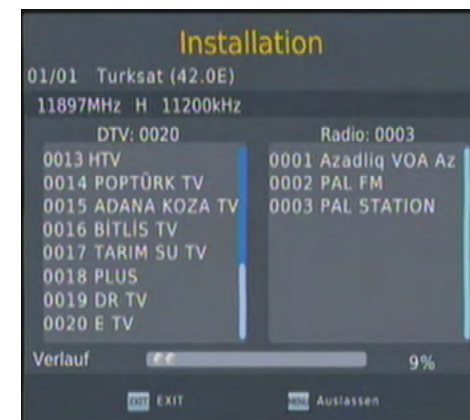 Installation
01/01 Turksat (42.0E)
11897MHz H 11200kHz
DTV: 0020
0013 HTV
0014 POPTÜRK TV
0015 ADANA KOZA TV
0016 BİTLİS TV
0017 TARIM SU TV
0018 PLUS
0019 DR TV
0020 E TV
Radio: 0003
0001 Azadliq VOA Az
0002 PAL FM
0003 PAL STATION
Verlauf 9%
EXIT EXIT MENU Auslassen